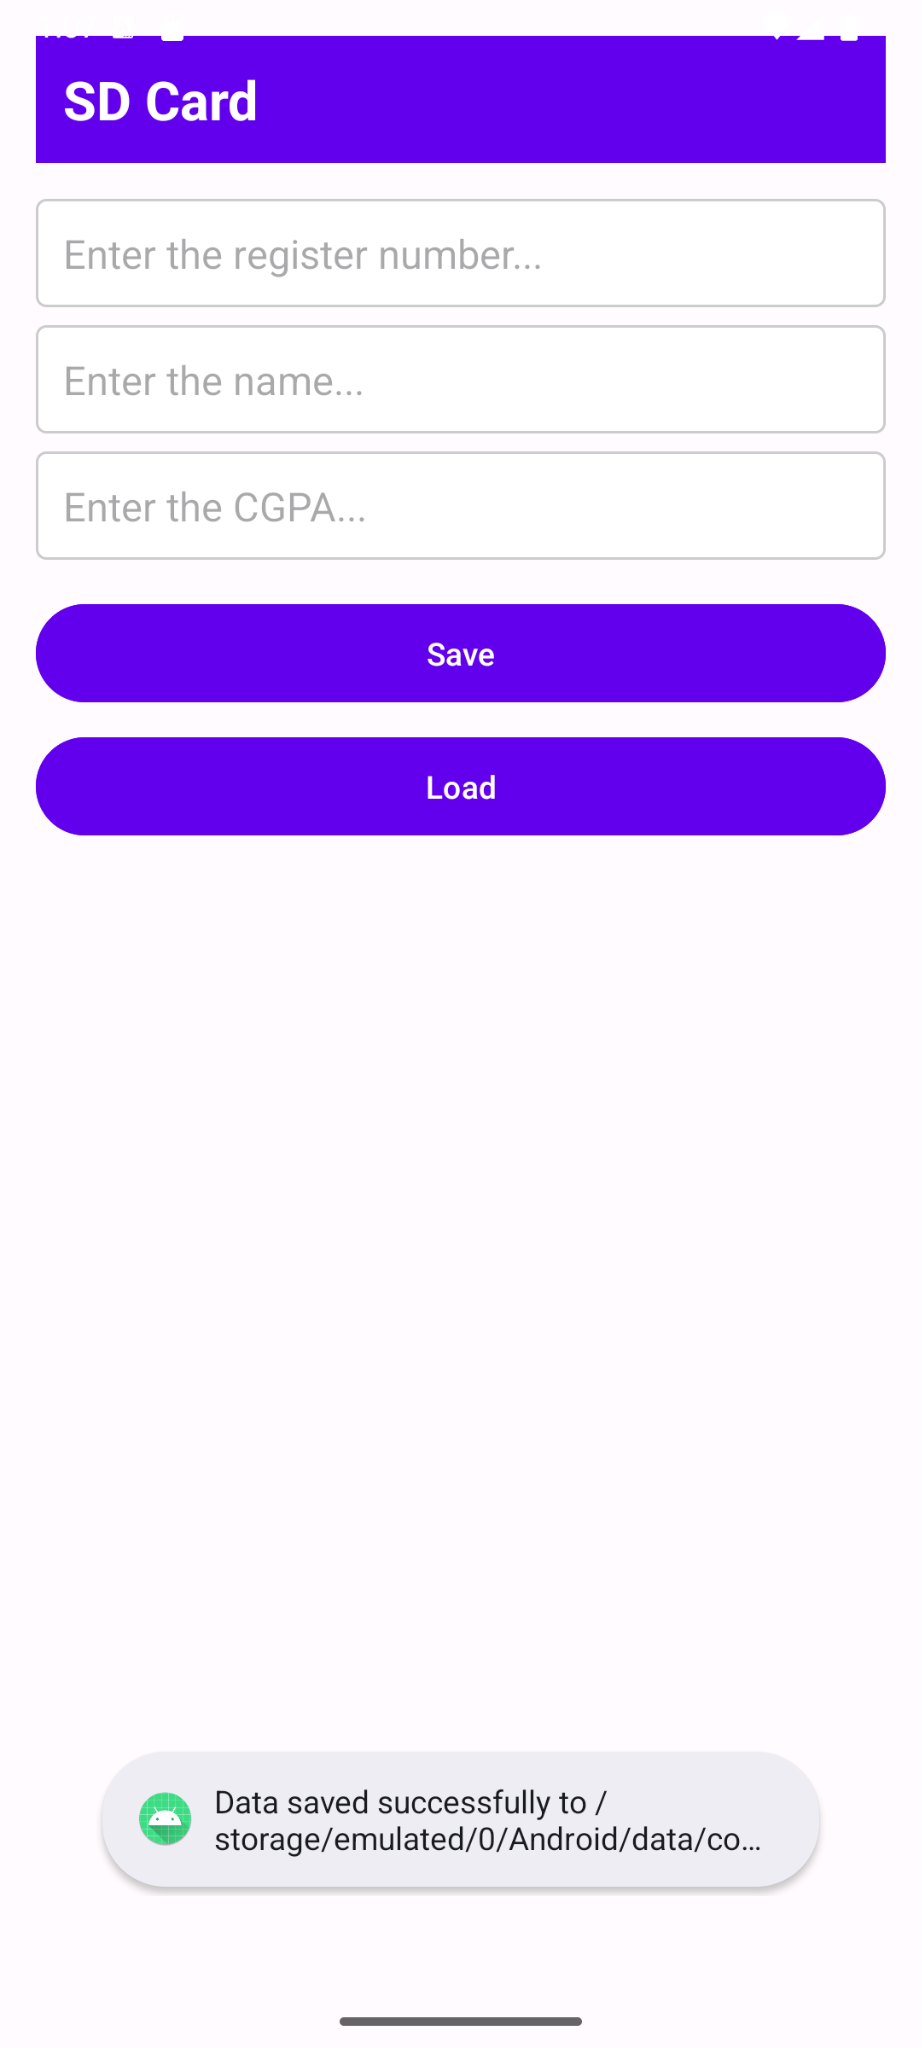 SD Card
Enter the register number...
Enter the name...
Enter the CGPA...
Save
Load
Data saved successfully to /
storage/emulated/0/Android/data/co...